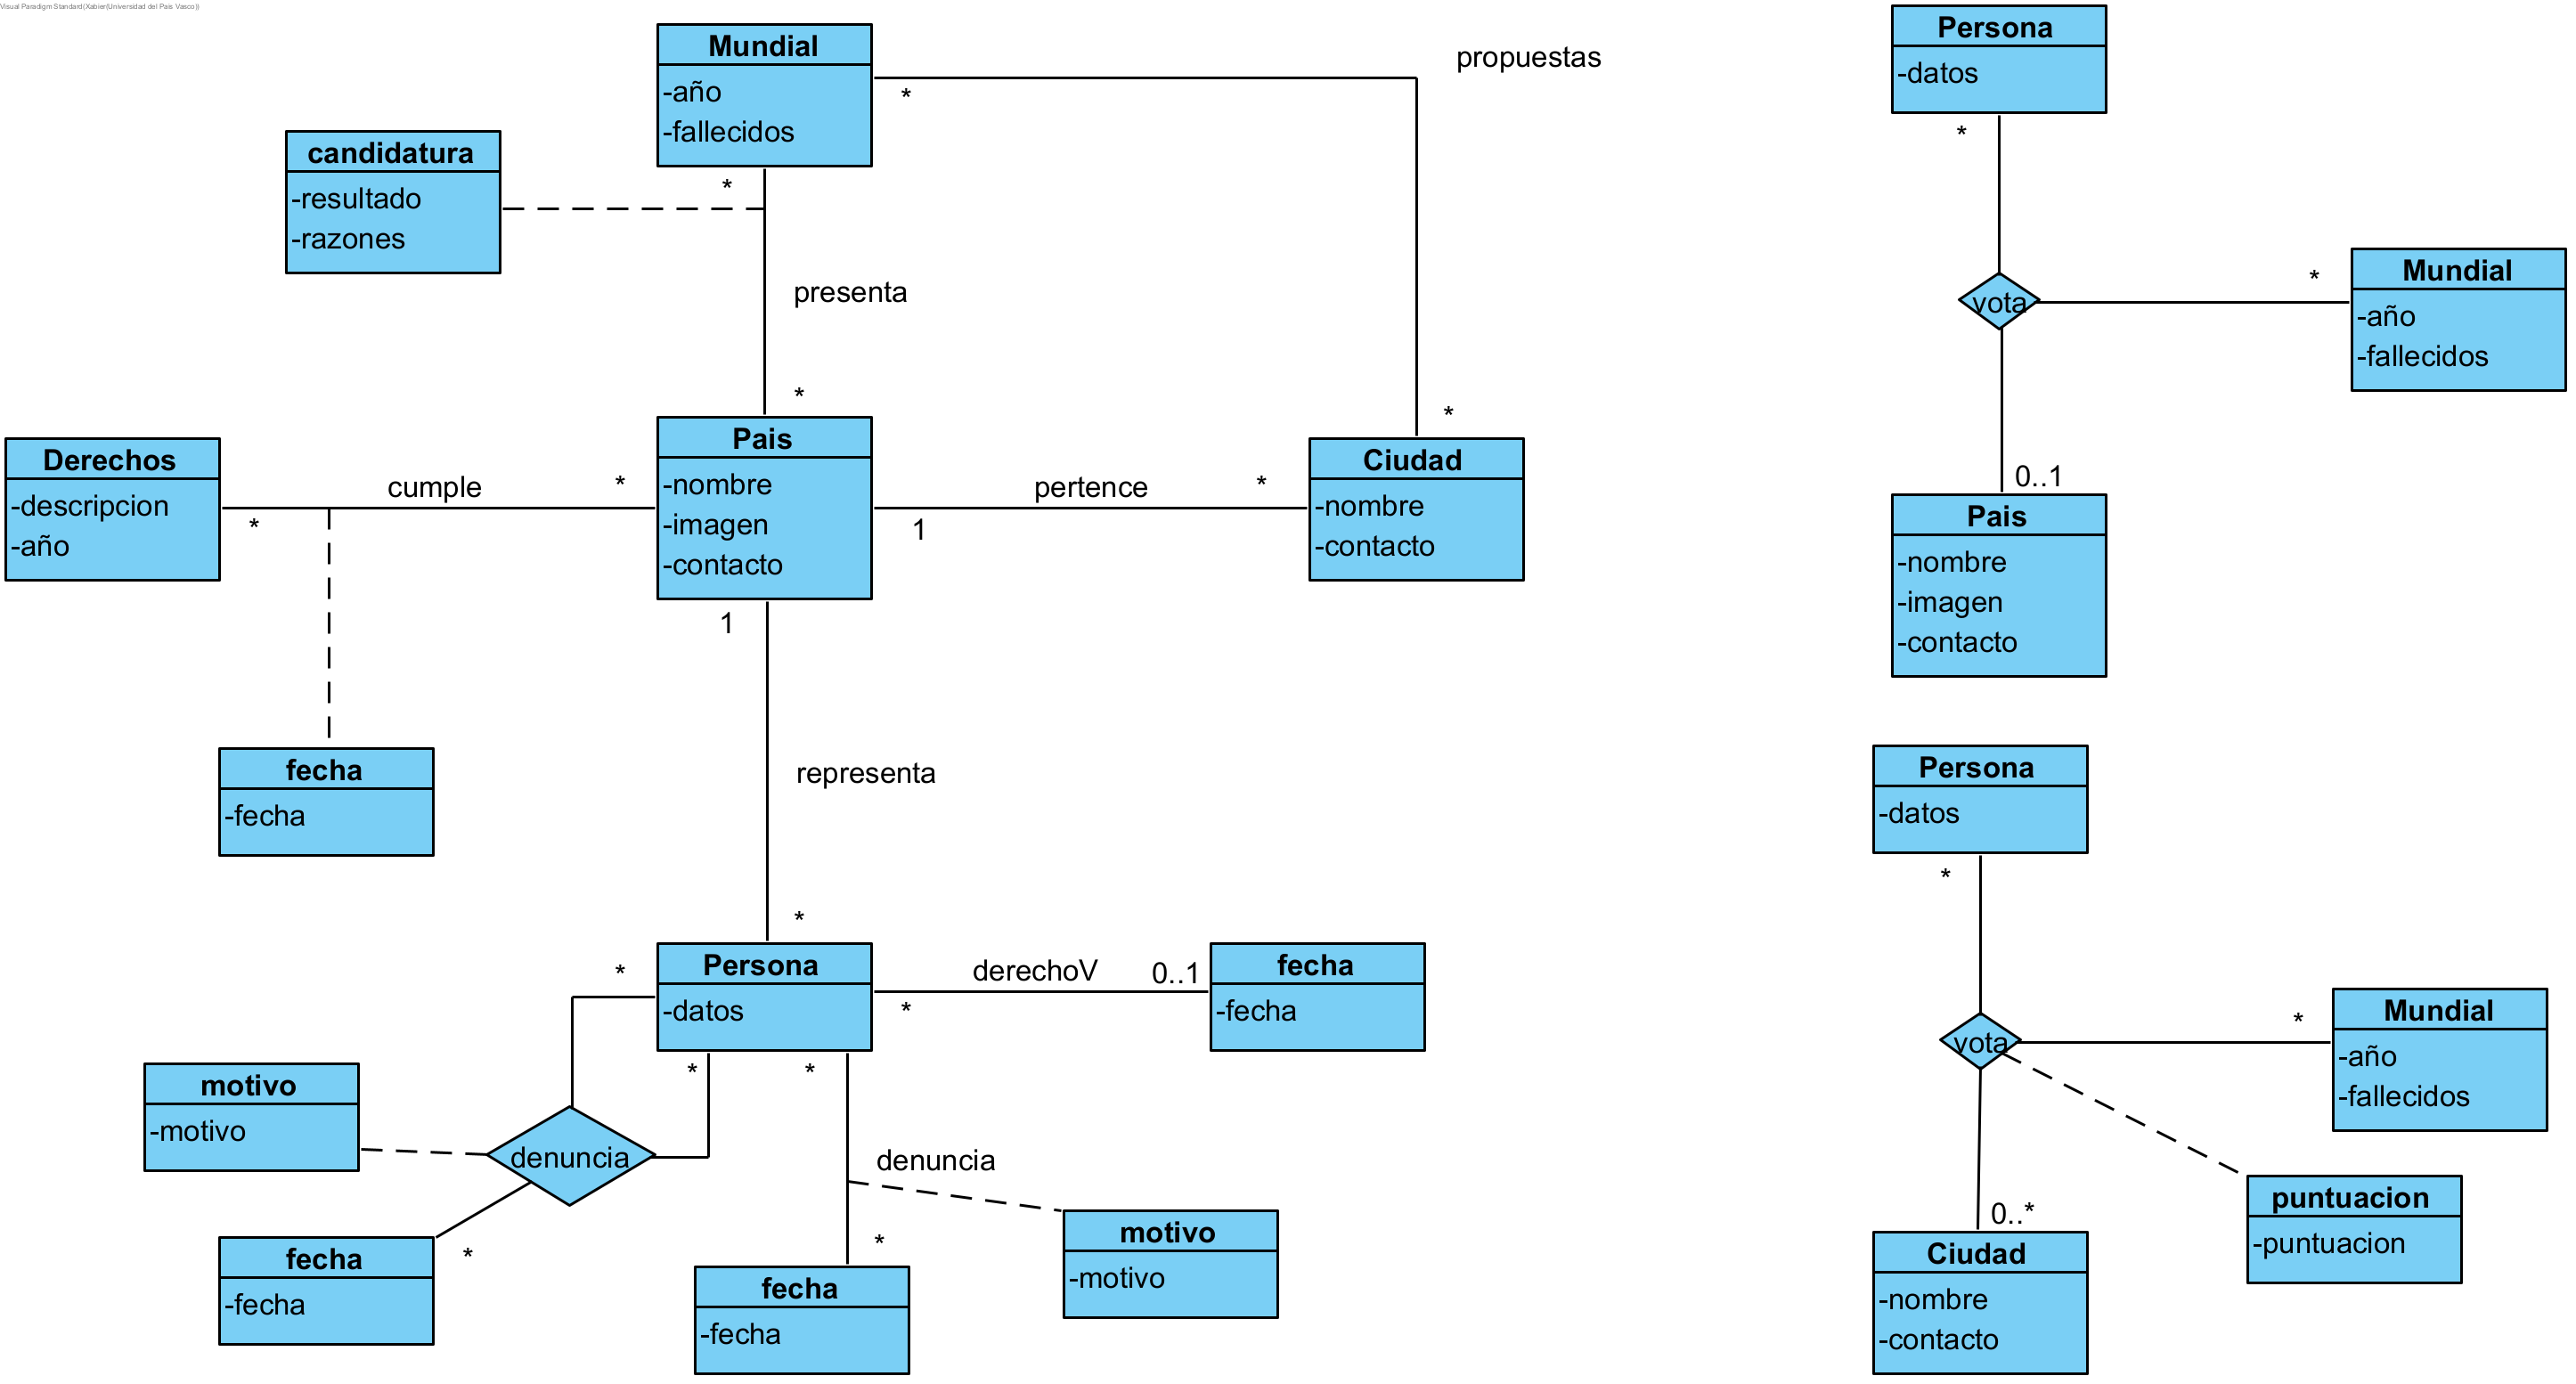 Visual Paradigm Standard(Xabier(Universidad del Pais Vasco))
Mundial
-año
-fallecidos
*
*
propuestas
candidatura
-resultado
-razones
presenta
*
*
Derechos
-descripcion
-año
*
cumple
*
Pais
-nombre
-imagen
-contacto
1
pertence
*
Ciudad
-nombre
-contacto
1
fecha
-fecha
representa
*
*
Persona
-datos
derechoV
0..1
*
fecha
-fecha
*
*
motivo
-motivo
denuncia
denuncia
*
fecha
-fecha
*
fecha
-fecha
motivo
-motivo
Persona
-datos
*
vota
*
Mundial
-año
-fallecidos
0..1
Pais
-nombre
-imagen
-contacto
Persona
-datos
*
vota
*
Mundial
-año
-fallecidos
0..*
Ciudad
-nombre
-contacto
puntuacion
-puntuacion